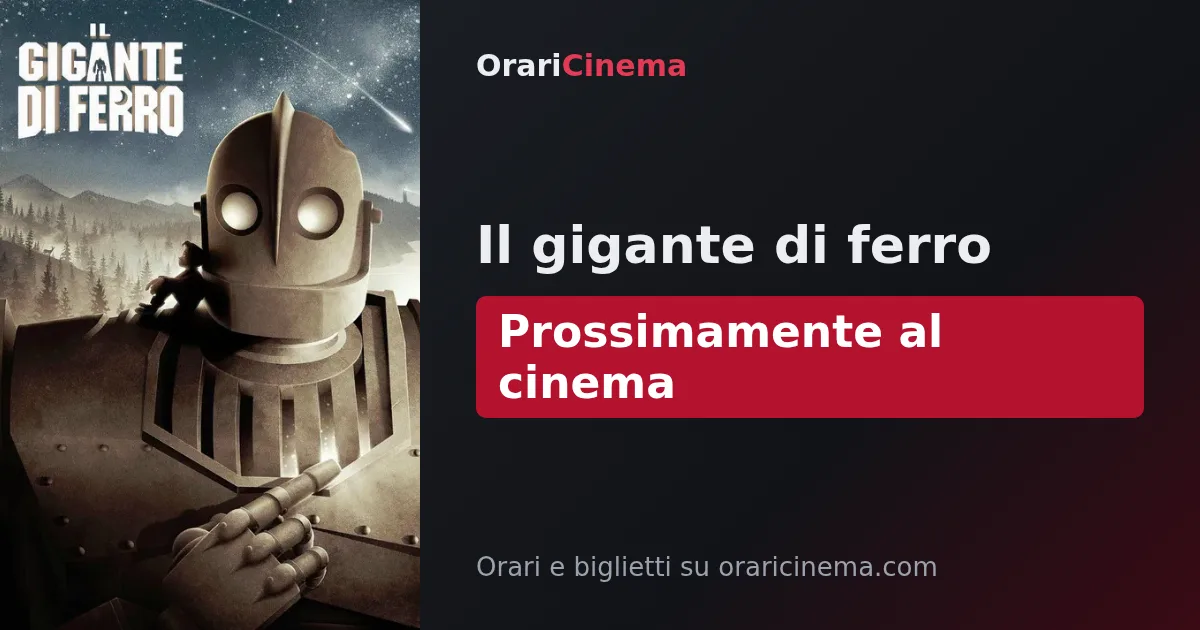 IL
GIGANTE
DI FERRO
OrariCinema
Il gigante di ferro
Prossimamente al
cinema
Orari e biglietti su oraricinema.com